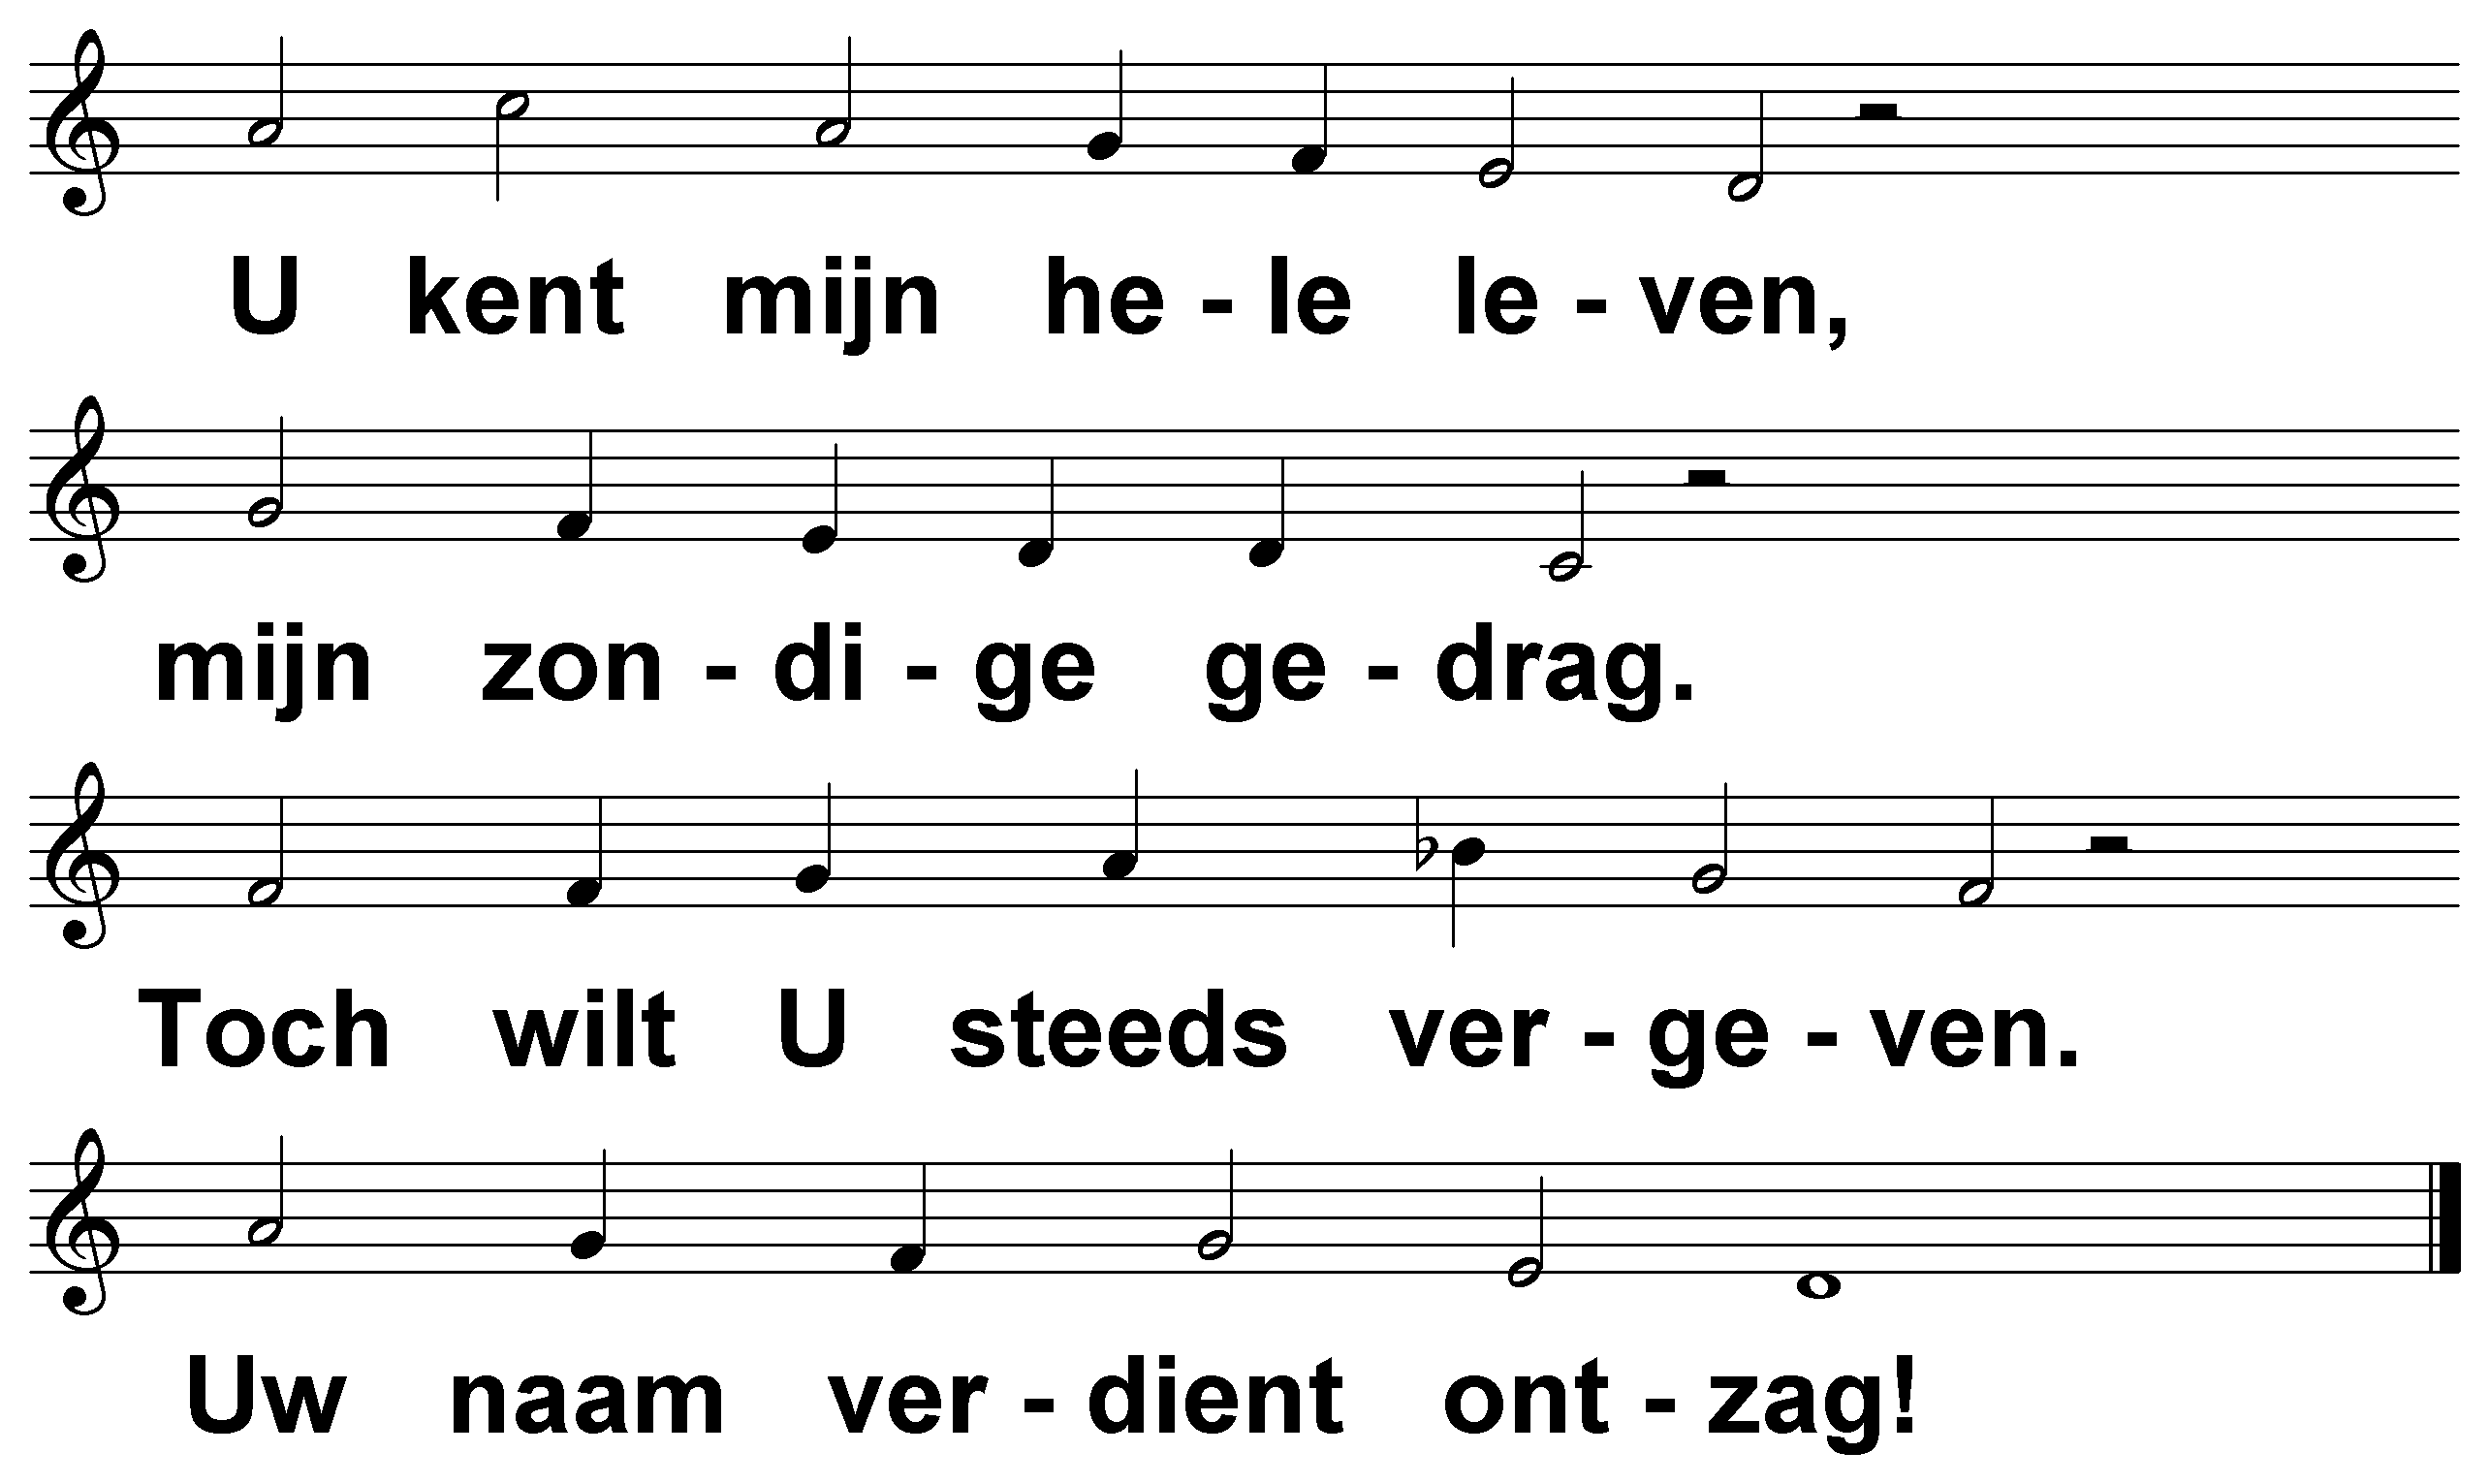 U kent mijn he - le le - ven,
mijn zon - di - ge ge - drag.
Toch wilt U steeds ver - ge - ven.
Uw naam ver - dient ont - zag!